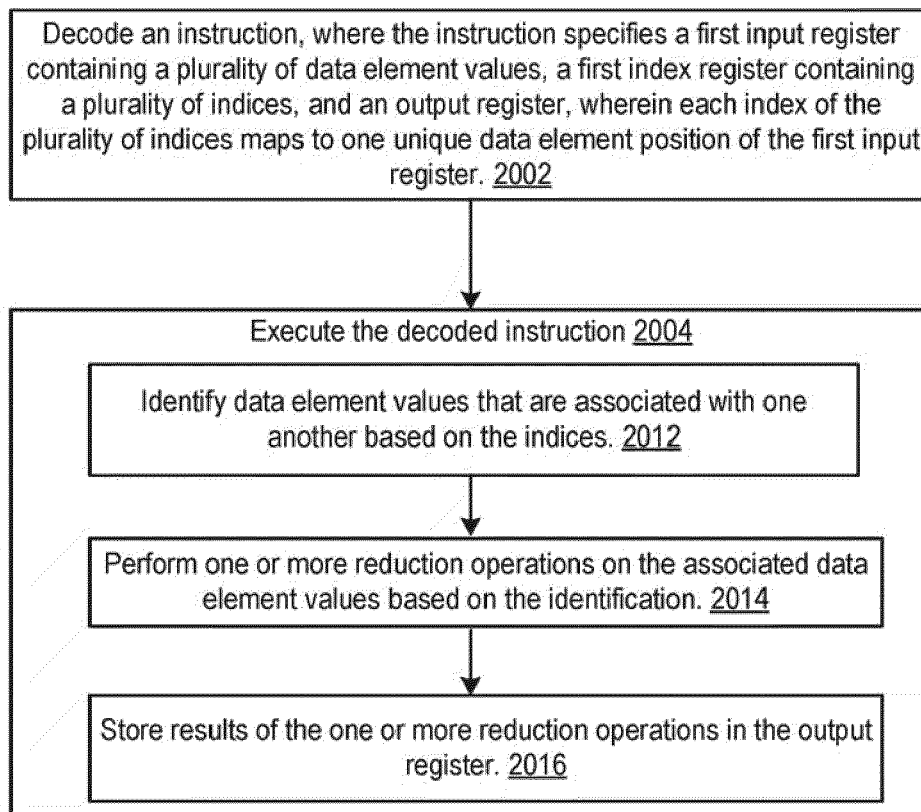 Decode an instruction, where the instruction specifies a first input register
containing a plurality of data element values, a first index register containing
a plurality of indices, and an output register, wherein each index of the
plurality of indices maps to one unique data element position of the first input
register. 2002
Execute the decoded instruction 2004
Identify data element values that are associated with one
another based on the indices. 2012
Perform one or more reduction operations on the associated data
element values based on the identification. 2014
Store results of the one or more reduction operations in the output
register. 2016